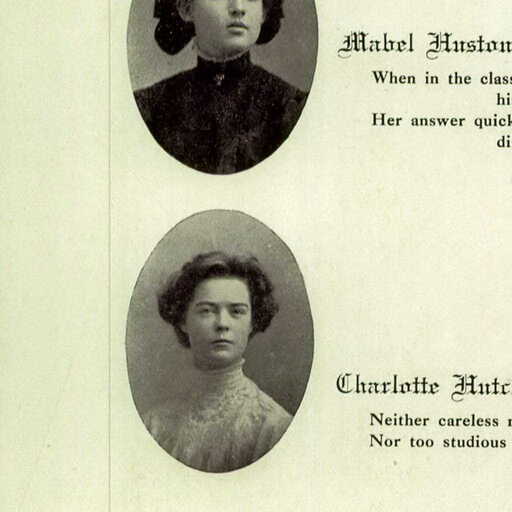 Mabel Huston
When in the class
hi
Her answer quick
di
Charlotte Hutc
Neither careless n
Nor too studious